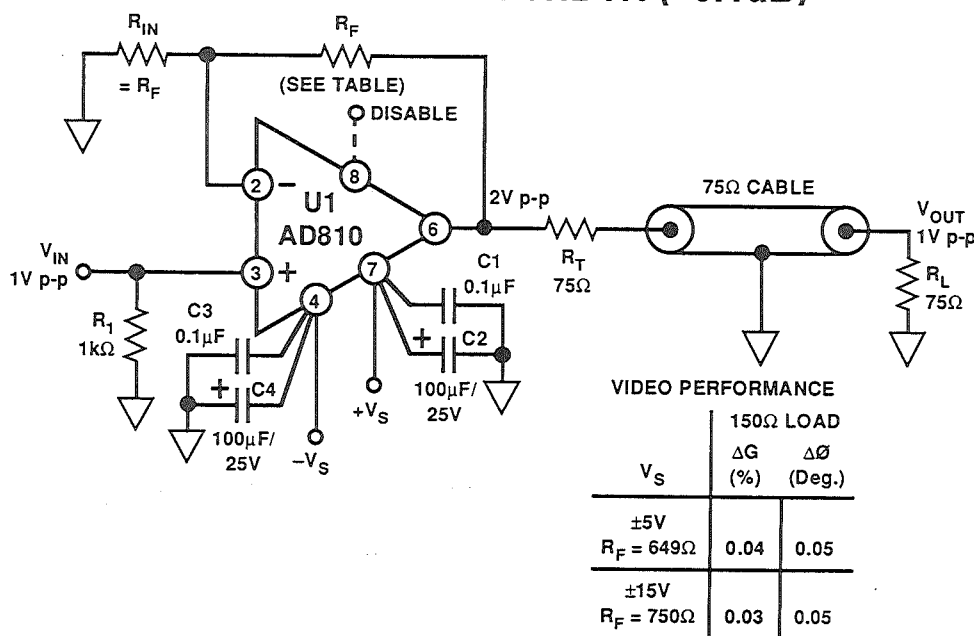 R_IN
= R_F
R_F
(SEE TABLE)
DISABLE
8
2
−
U1
AD810
6
2V p-p
3
+
7
4
V_IN
1V p-p
R_1
1kΩ
C3
0.1µF
+
C4
100µF/
25V
−V_S
+V_S
C1
0.1µF
+
C2
100µF/
25V
R_T
75Ω
75Ω CABLE
V_OUT
1V p-p
R_L
75Ω
VIDEO PERFORMANCE
150Ω LOAD
V_S
ΔG
(%)
ΔØ
(Deg.)
±5V
R_F = 649Ω 0.04 0.05
±15V
R_F = 750Ω 0.03 0.05